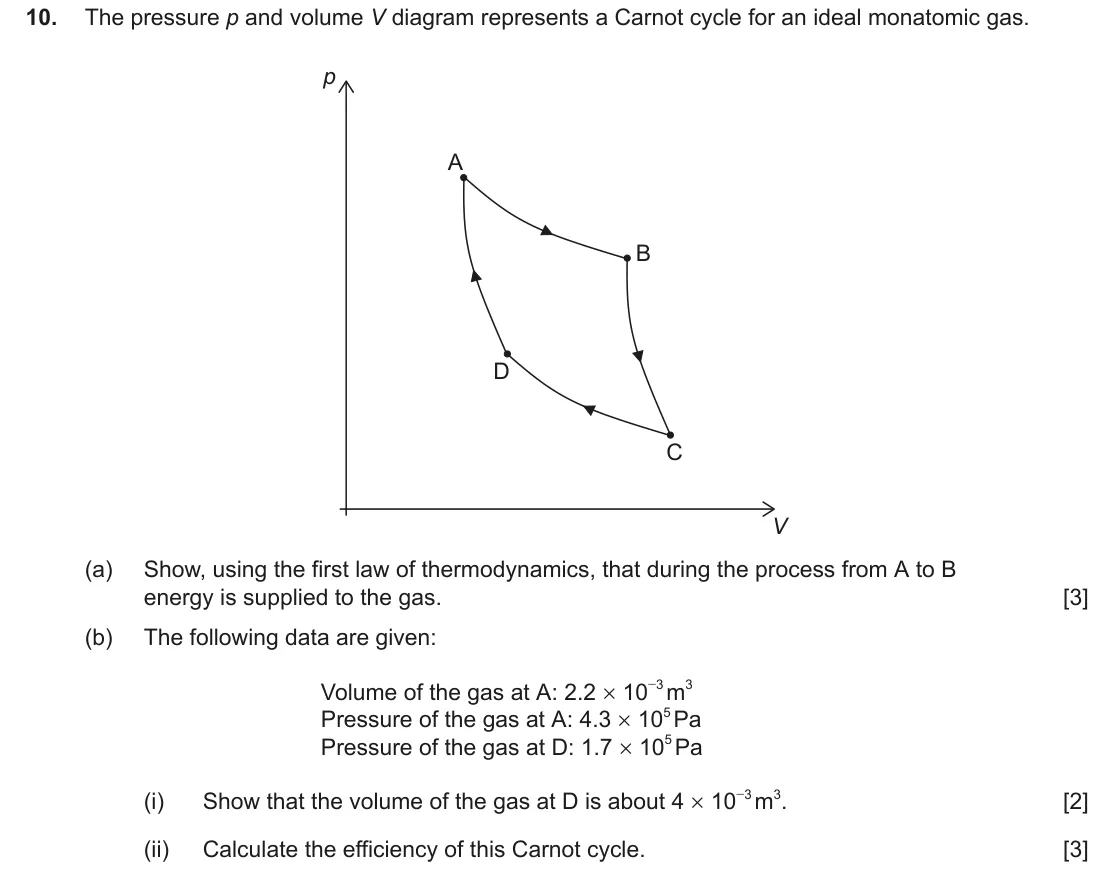 10. The pressure p and volume V diagram represents a Carnot cycle for an ideal monatomic gas.
p
A
B
D
C
V
(a) Show, using the first law of thermodynamics, that during the process from A to B
energy is supplied to the gas. [3]
(b) The following data are given:
Volume of the gas at A: 2.2 × 10⁻³ m³
Pressure of the gas at A: 4.3 × 10⁵ Pa
Pressure of the gas at D: 1.7 × 10⁵ Pa
(i) Show that the volume of the gas at D is about 4 × 10⁻³ m³. [2]
(ii) Calculate the efficiency of this Carnot cycle. [3]